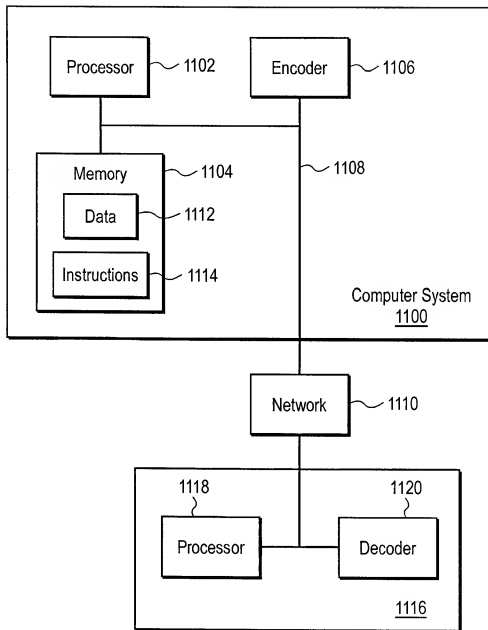 Processor
1102
Encoder
1106
Memory
1104
Data
1112
Instructions
1114
1108
Computer System
1100
Network
1110
1118
Processor
1120
Decoder
1116